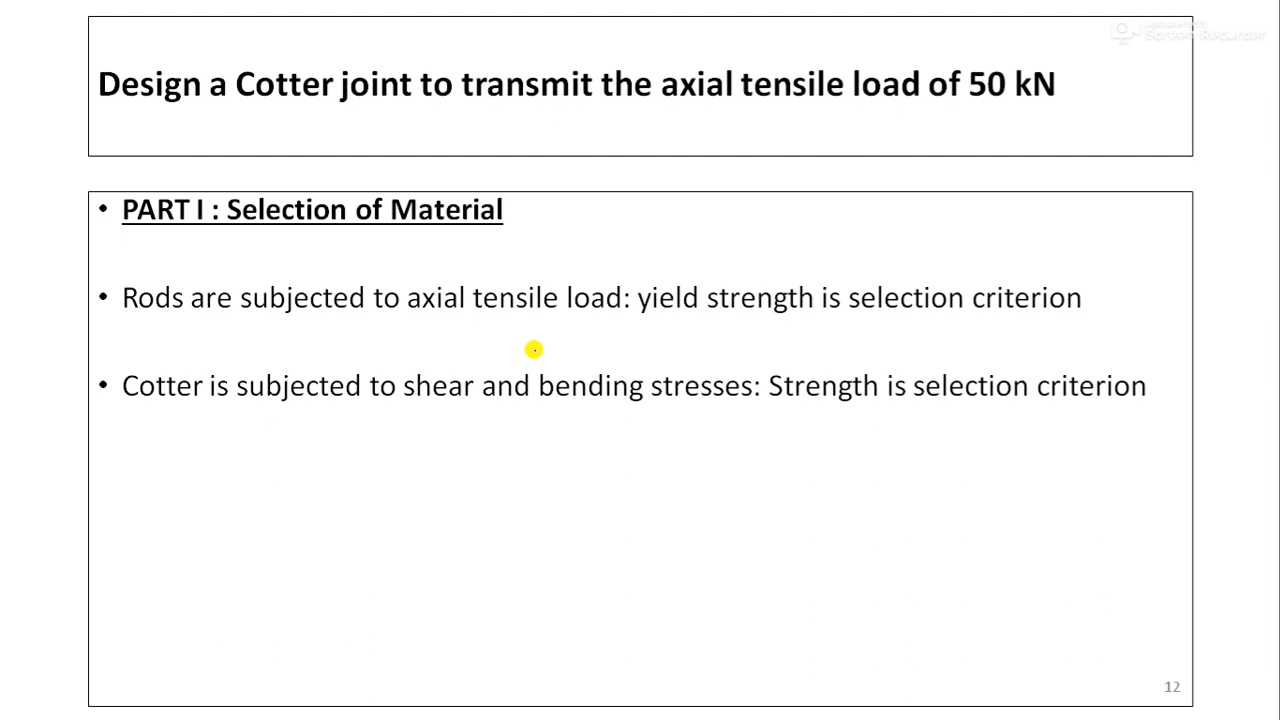 Screen Recorder
Design a Cotter joint to transmit the axial tensile load of 50 kN
• PART I : Selection of Material
• Rods are subjected to axial tensile load: yield strength is selection criterion
• Cotter is subjected to shear and bending stresses: Strength is selection criterion
12